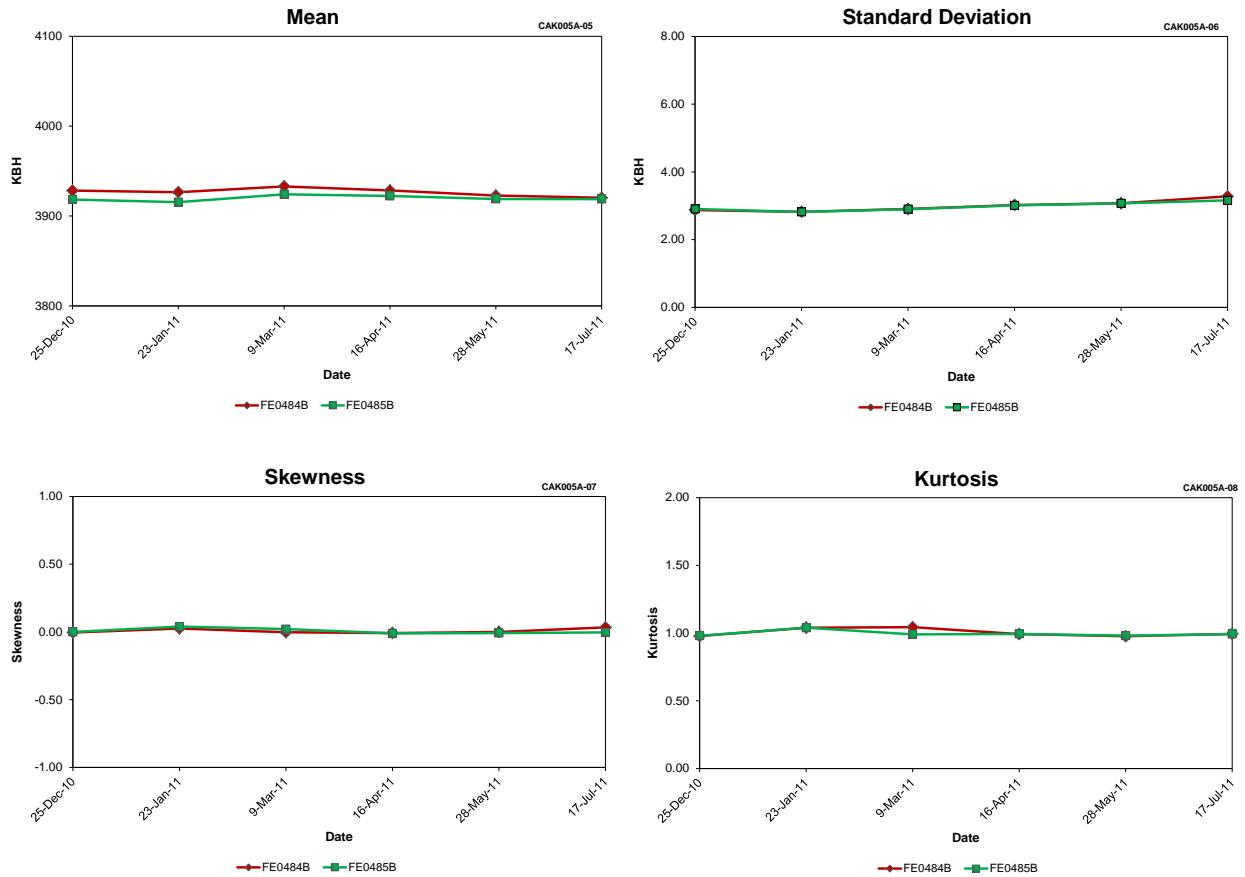 Mean
CAK005A-05
4100
4000
3900
3800
KBH
25-Dec-10
23-Jan-11
9-Mar-11
16-Apr-11
28-May-11
17-Jul-11
Date
FE0484B FE0485B
Standard Deviation
CAK005A-06
8.00
6.00
4.00
2.00
0.00
KBH
25-Dec-10
23-Jan-11
9-Mar-11
16-Apr-11
28-May-11
17-Jul-11
Date
FE0484B FE0485B
Skewness
CAK005A-07
1.00
0.50
0.00
-0.50
-1.00
Skewness
25-Dec-10
23-Jan-11
9-Mar-11
16-Apr-11
28-May-11
17-Jul-11
Date
FE0484B FE0485B
Kurtosis
CAK005A-08
2.00
1.50
1.00
0.50
0.00
Kurtosis
25-Dec-10
23-Jan-11
9-Mar-11
16-Apr-11
28-May-11
17-Jul-11
Date
FE0484B FE0485B